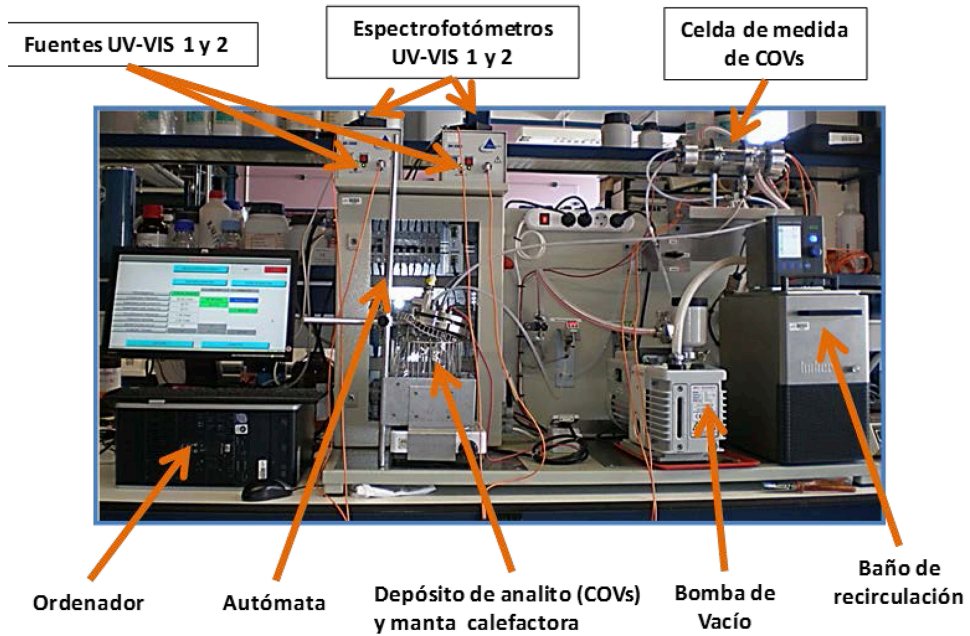 Fuentes UV-VIS 1 y 2
Espectrofotómetros
UV-VIS 1 y 2
Celda de medida
de COVs
Ordenador
Autómata
Depósito de analito (COVs)
y manta calefactora
Bomba de
Vacío
Baño de
recirculación